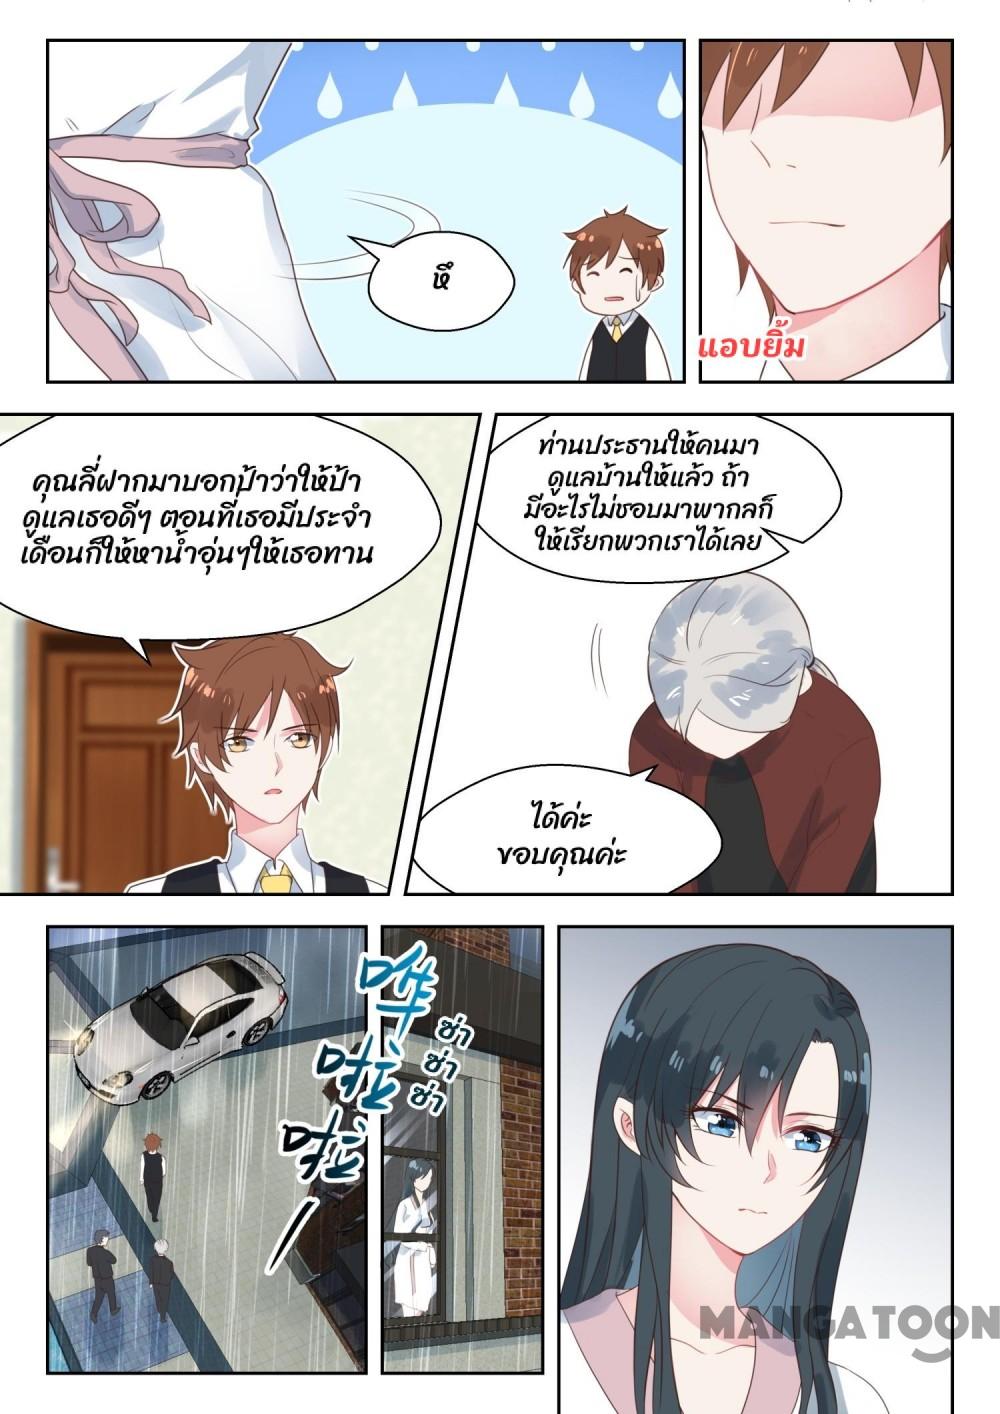 หึ
แอบยิ้ม
คุณลี่ฝากมาบอกป้าว่าให้ป้า
ดูแลเธอดีๆ ตอนที่เธอมีประจำ
เดือนก็ให้หาน้ำอุ่นๆให้เธอทาน
ท่านประธานให้คนมา
ดูแลบ้านให้แล้ว ถ้า
มีอะไรไม่ชอบมาพากลก็
ให้เรียกพวกเราได้เลย
ได้ค่ะ
ขอบคุณค่ะ
哗
啦
啦
ซ่า
ซ่า
ซ่า
MANGATOON